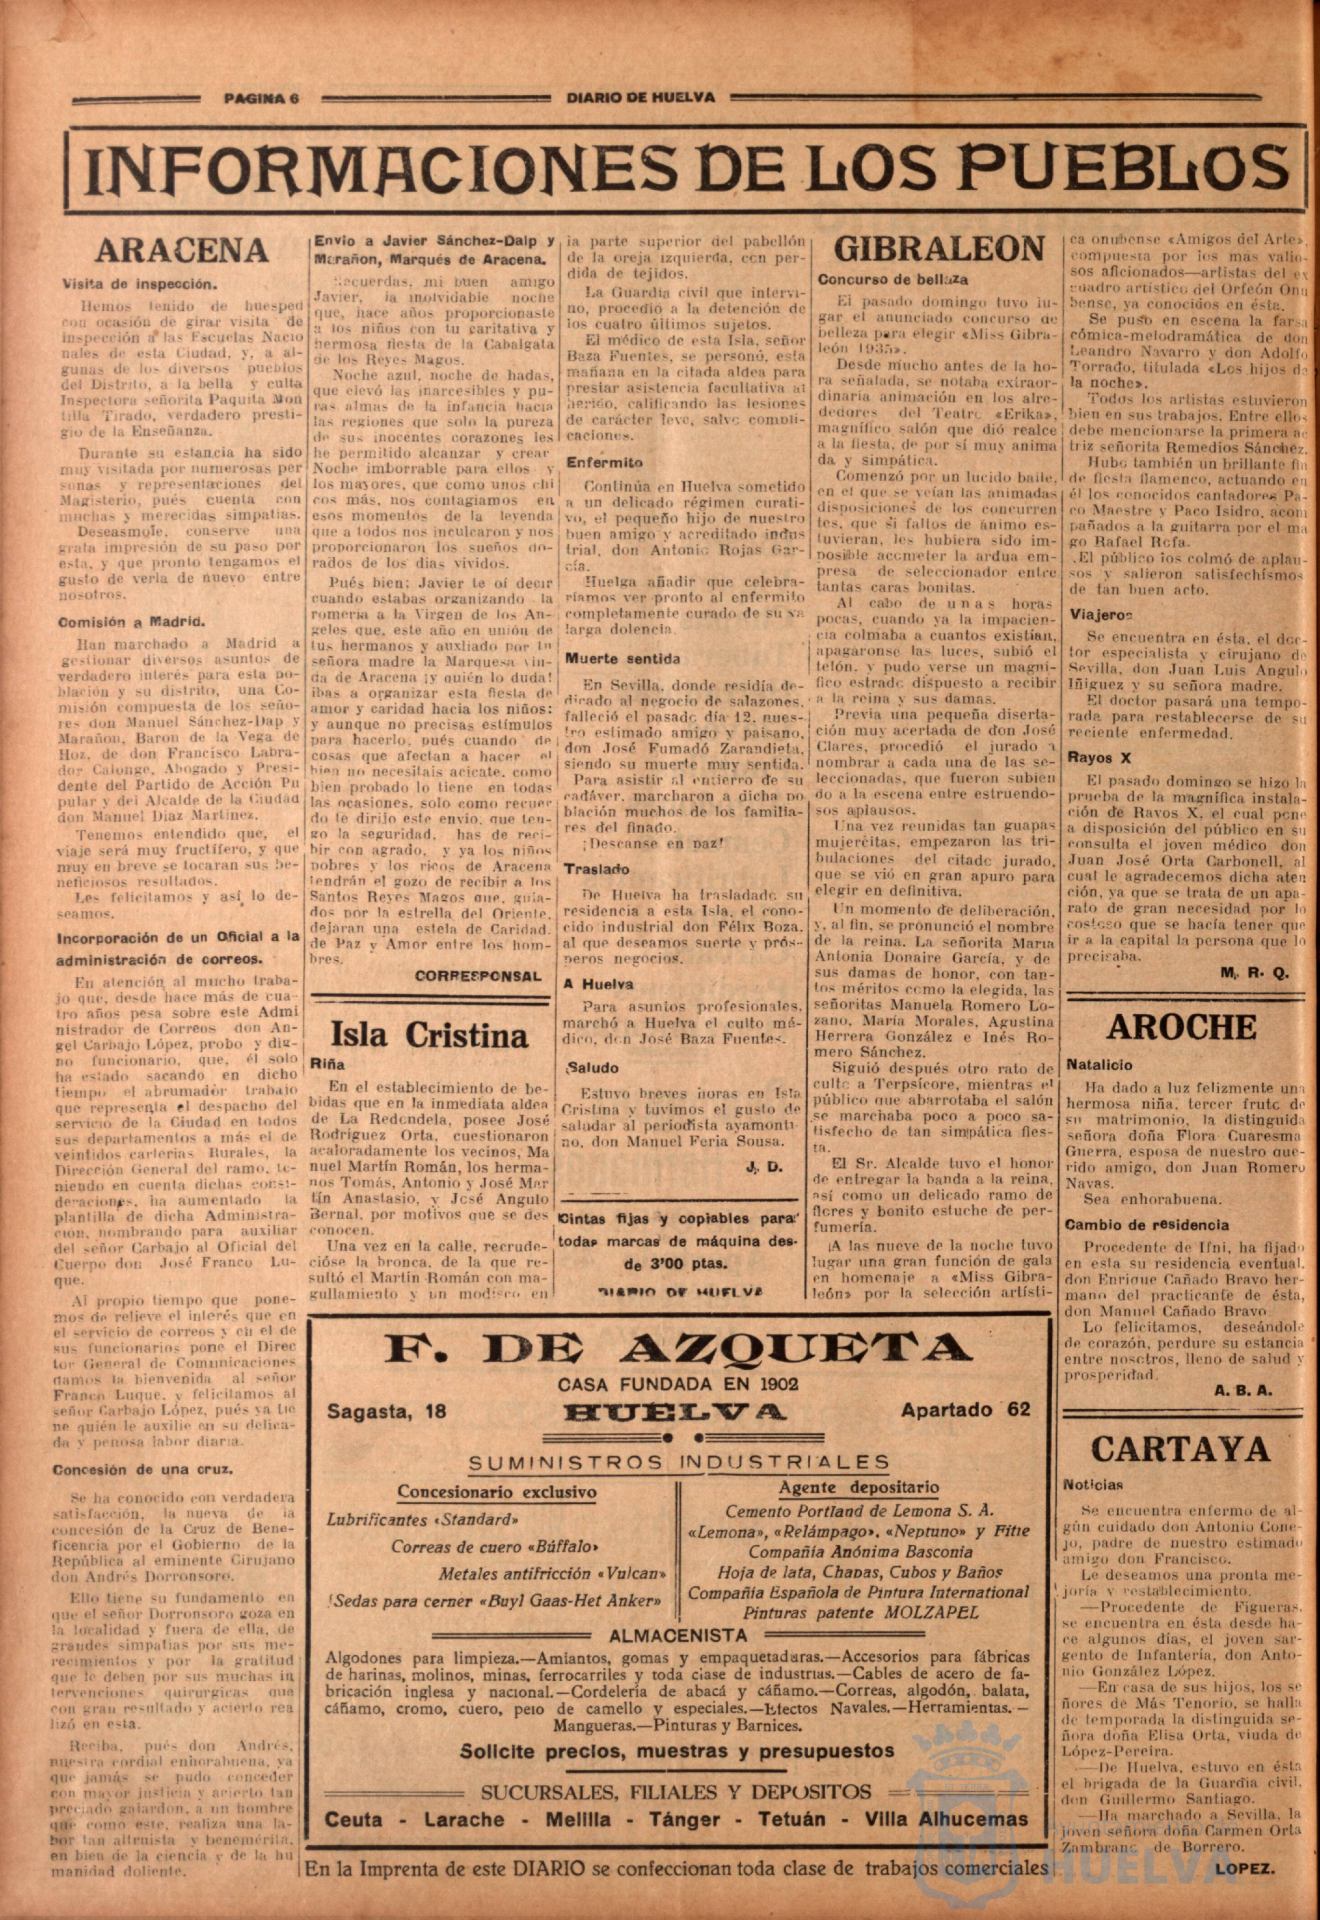 PAGINA 6
DIARIO DE HUELVA
INFORMACIONES DE LOS PUEBLOS
ARACENA
Visita de inspección.
Hemos tenido de huesped
con ocasión de girar visita de
inspección a las Escuelas Nacio
nales de esta Ciudad, y, a al-
gunas de los diversos pueblos
del Distrito, a la bella y culta
Inspectora señorita Paquita Mon
tilla Tirado, verdadero presti-
gio de la Enseñanza.
Durante su estancia ha sido
muy visitada por numerosas per
sonas y representaciones del
Magisterio, pués cuenta con
muchas y merecidas simpatias.
Deseasmole, conserve una
grata impresión de su paso por
esta, y que pronto tengamos el
gusto de verla de nuevo entre
nosotros.
Comisión a Madrid.
Han marchado a Madrid a
gestionar diversos asuntos de
verdadero interés para esta po-
blación y su distrito, una Co-
misión compuesta de los seño-
res don Manuel Sánchez-Dap y
Marañon, Baron de la Vega de
Hoz, de don Francisco Labra-
dor Calonge, Abogado y Presi-
dente del Partido de Acción Pu
pular y del Alcalde de la Ciudad
don Manuel Diaz Martinez.
Tenemos entendido que, el
viaje será muy fructífero, y que
muy en breve se tocaran sus be-
neficiosos resultados.
Les felicitamos y así lo de-
seamos.
Incorporación de un Oficial a la
administración de correos.
En atención al mucho traba-
jo que, desde hace más de cua-
tro años pesa sobre este Admi
nistrador de Correos don An-
gel Carbajo López, probo y dig-
no funcionario, que, él solo
ha estado sacando en dicho
tiempo el abrumador trabajo
que representa el despacho del
servicio de la Ciudad en todos
sus departamentos a más el de
veintidos carterias Rurales, la
Dirección General del ramo, te-
niendo en cuenta dichas consi-
deraciones, ha aumentado la
plantilla de dicha Administra-
cion, nombrando para auxiliar
del señor Carbajo al Oficial del
Cuerpo don José Franco Lu-
que.
Al propio tiempo que pone-
mos de relieve el interés que en
el servicio de correos y en el de
sus funcionarios pone el Direc
tor General de Comunicaciones
damos la bienvenida al señor
Franco Luque, y felicitamos al
señor Carbajo López, pués ya tie
ne quién le auxilie en su delica-
da y penosa labor diaria.
Concesión de una cruz.
Se ha conocido con verdadera
satisfacción, la nueva de la
concesión de la Cruz de Bene-
ficencia por el Gobierno de la
República al eminente Cirujano
don Andrés Dorronsoro.
Ello tiene su fundamento en
que el señor Dorronsoro goza en
la localidad y fuera de ella, de
grandes simpatias por sus me-
recimientos y por la gratitud
que le deben por sus muchas in
tervenciones quirurgicas que
con gran resultado y acierto rea
lizó en esta.
Reciba, pués don Andrés,
nuestra cordial enhorabuena, ya
que jamás se pudo conceder
con mayor justicia y acierto tan
preciado galardon, a un hombre
que como este, realiza una la-
bor tan altruista y benemérita,
en bien de la ciencia y de la hu
manidad doliente.
Envio a Javier Sánchez-Dalp y
Marañon, Marqués de Aracena.
Recuerdas, mi buen amigo
Javier, la inolvidable noche
que, hace años proporcionaste
a los niños con tu caritativa y
hermosa fiesta de la Cabalgata
de los Reyes Magos.
Noche azul, noche de hadas,
que elevó las inarcesibles y pu-
ras almas de la infancia hacia
las regiones que solo la pureza
de sus inocentes corazones les
he permitido alcanzar y crear
Noche imborrable para ellos y
los mayores, que como unos chi
cos más, nos contagiamos en
esos momentos de la leyenda
que a todos nos inculcaron y nos
proporcionaron los sueños do-
rados de los dias vividos.
Pués bien; Javier te oí decir
cuando estabas organizando la
romería a la Virgen de los An-
geles que, este año en unión de
tus hermanos y auxliado por tu
señora madre la Marquesa viu-
da de Aracena ¡y quién lo duda!
ibas a organizar esta fiesta de
amor y caridad hacia los niños:
y aunque no precisas estímulos
para hacerlo, pués cuando de
cosas que afectan a hacer el
bien no necesitais acicate, como
bien probado lo tiene en todas
las ocasiones, solo como recuer
do te dirijo este envio, que ten-
go la seguridad, has de reci-
bir con agrado, y ya los niños
pobres y los ricos de Aracena
tendrán el gozo de recibir a los
Santos Reyes Magos que, guia-
dos por la estrella del Oriente,
dejaran una estela de Caridad,
de Paz y Amor entre los hom-
bres.
CORRESPONSAL
Isla Cristina
Riña
En el establecimiento de be-
bidas que en la inmediata aldea
de La Redondela, posee José
Rodríguez Orta, cuestionaron
acaloradamente los vecinos, Ma
nuel Martín Román, los herma-
nos Tomás, Antonio y José Mar
tín Anastasio, y José Angulo
Bernal, por motivos que se des
conocen.
Una vez en la calle, recrude-
cióse la bronca, de la que re-
sultó el Martín Román con ma-
gullamiento y un modisco en
la parte superior del pabellón
de la oreja izquierda, con per-
dida de tejidos.
La Guardia civil que intervi-
no, procedió a la detención de
los cuatro últimos sujetos.
El médico de esta Isla, señor
Baza Fuentes, se personó, esta
mañana en la citada aldea para
prestar asistencia facultativa al
herido, calificando las lesiones
de carácter leve, salvo compli-
caciones.
Enfermito
Continúa en Huelva sometido
a un delicado régimen curati-
vo, el pequeño hijo de nuestro
buen amigo y acreditado indus
trial, don Antonio Rojas Gar-
cía.
Huelga añadir que celebra-
ríamos ver pronto al enfermito
completamente curado de su ya
larga dolencia.
Muerte sentida
En Sevilla, donde residía de-
dicado al negocio de salazones,
falleció el pasado día 12, nues-
tro estimado amigo y paisano,
don José Fumadó Zarandieta,
siendo su muerte muy sentida.
Para asistir al entierro de su
cadáver, marcharon a dicha po
blación muchos de los familia-
res del finado.
¡Descanse en paz!
Traslado
De Huelva ha trasladado su
residencia a esta Isla, el cono-
cido industrial don Félix Boza,
al que deseamos suerte y prós-
peros negocios.
A Huelva
Para asuntos profesionales,
marchó a Huelva el culto mé-
dico, don José Baza Fuentes.
Saludo
Estuvo breves horas en Isla
Cristina y tuvimos el gusto de
saladar al periodista ayamonti-
no, don Manuel Feria Sousa.
J. D.
Cintas fijas y copiables para
todas marcas de máquina des-
de 3'00 ptas.
DIARIO DE HUELVA
GIBRALEON
Concurso de belleza
El pasado domingo tuvo lu-
gar el anunciado concurso de
belleza para elegir «Miss Gibra-
león 1935».
Desde mucho antes de la ho-
ra señalada, se notaba extraor-
dinaria animación en los alre-
dedores del Teatro «Erika»,
magnífico salón que dió realce
a la fiesta, de por sí muy anima
da y simpática.
Comenzó por un lucido baile,
en el que se veían las animadas
disposiciones de los concurren
tes, que si faltos de ánimo es-
tuvieran, les hubiera sido im-
posible acometer la ardua em-
presa de seleccionador entre
tantas caras bonitas.
Al cabo de unas horas
pocas, cuando ya la impacien-
cia colmaba a cuantos existían,
apagáronse las luces, subió el
telón, y pudo verse un magní-
fico estrado dispuesto a recibir
a la reina y sus damas.
Previa una pequeña diserta-
ción muy acertada de don José
Clares, procedió el jurado a
nombrar a cada una de las se-
leccionadas, que fueron subien
do a la escena entre estruendo-
sos aplausos.
Una vez reunidas tan guapas
mujercitas, empezaron las tri-
bulaciones del citado jurado,
que se vió en gran apuro para
elegir en definitiva.
Un momento de deliberación,
y, al fin, se pronunció el nombre
de la reina. La señorita María
Antonia Donaire García, y de
sus damas de honor, con tan-
tos méritos como la elegida, las
señoritas Manuela Romero Lo-
zano, María Morales, Agustina
Herrera González e Inés Ro-
mero Sánchez.
Siguió después otro rato de
culto a Terpsícore, mientras el
público que abarrotaba el salón
se marchaba poco a poco sa-
tisfecho de tan simpática fies-
ta.
El Sr. Alcalde tuvo el honor
de entregar la banda a la reina,
así como un delicado ramo de
flores y bonito estuche de per-
fumería.
A las nueve de la noche tuvo
lugar una gran función de gala
en homenaje a «Miss Gibra-
león» por la selección artísti-
ca onubense «Amigos del Arte»,
compuesta por los mas valio-
sos aficionados—artistas del ex
cuadro artístico del Orfeón Onu
bense, ya conocidos en ésta.
Se puso en escena la farsa
cómica-melodramática de don
Leandro Navarro y don Adolfo
Torrado, titulada «Los hijos de
la noche».
Todos los artistas estuvieron
bien en sus trabajos. Entre ellos
debe mencionarse la primera ac
triz señorita Remedios Sánchez.
Hubo también un brillante fin
de fiesta flamenco, actuando en
él los conocidos cantadores Pa-
co Maestre y Paco Isidro, acom
pañados a la guitarra por el ma
go Rafael Rofa.
El público los colmó de aplau-
sos y salieron satisfechísmos
de tan buen acto.
Viajeros
Se encuentra en ésta, el doc-
tor especialista y cirujano de
Sevilla, don Juan Luis Angulo
Iñiguez y su señora madre.
El doctor pasará una tempo-
rada para restablecerse de su
reciente enfermedad.
Rayos X
El pasado domingo se hizo la
prueba de la magnífica instala-
ción de Rayos X, el cual pone
a disposición del público en su
consulta el joven médico don
Juan José Orta Carbonell, al
cual le agradecemos dicha aten
ción, ya que se trata de un apa-
rato de gran necesidad por lo
costoso que se hacía tener que
ir a la capital la persona que lo
precisaba.
M. R. Q.
AROCHE
Natalicio
Ha dado a luz felizmente una
hermosa niña, tercer fruto de
su matrimonio, la distinguida
señora doña Flora Cuaresma
Guerra, esposa de nuestro que-
rido amigo, don Juan Romero
Navas.
Sea enhorabuena.
Cambio de residencia
Procedente de Ifni, ha fijado
en esta su residencia eventual,
don Enrique Cañado Bravo her-
mano del practicante de ésta,
don Manuel Cañado Bravo
Lo felicitamos, deseándole
de corazón, perdure su estancia
entre nosotros, lleno de salud y
prosperidad.
A. B. A.
CARTAYA
Noticias
Se encuentra enfermo de al-
gún cuidado don Antonio Cone-
jo, padre de nuestro estimado
amigo don Francisco.
Le deseamos una pronta me-
joría y restablecimiento.
—Procedente de Figueras,
se encuentra en ésta desde ha-
ce algunos días, el joven sar-
gento de Infantería, don Anto-
nio González López.
—En casa de sus hijos, los se
ñores de Más Tenorio, se halla
de temporada la distinguida se-
ñora doña Elisa Orta, viuda de
López-Pereira.
—De Huelva, estuvo en ésta
el brigada de la Guardia civil,
don Guillermo Santiago.
—Ha marchado a Sevilla, la
joven señora doña Carmen Orta
Zambrano de Borrero.
LOPEZ.
F. DE AZQUETA
CASA FUNDADA EN 1902
Sagasta, 18 HUELVA Apartado 62
SUMINISTROS INDUSTRIALES
Concesionario exclusivo
Lubrificantes «Standard»
Correas de cuero «Búffalo»
Metales antifricción «Vulcan»
Sedas para cerner «Buyl Gaas-Het Anker»
Agente depositario
Cemento Portland de Lemona S. A.
«Lemona», «Relámpago», «Neptuno» y Fitie
Compañía Anónima Basconia
Hoja de lata, Chapas, Cubos y Baños
Compañía Española de Pintura International
Pinturas patente MOLZAPEL
ALMACENISTA
Algodones para limpieza.—Amiantos, gomas y empaquetaduras.—Accesorios para fábricas
de harinas, molinos, minas, ferrocarriles y toda clase de industrias.—Cables de acero de fa-
bricación inglesa y nacional.—Cordelería de abacá y cáñamo.—Correas, algodón, balata,
cáñamo, cromo, cuero, pelo de camello y especiales.—Efectos Navales.—Herramientas.—
Mangueras.—Pinturas y Barnices.
Solicite precios, muestras y presupuestos
SUCURSALES, FILIALES Y DEPOSITOS
Ceuta - Larache - Melilla - Tánger - Tetuán - Villa Alhucemas
En la Imprenta de este DIARIO se confeccionan toda clase de trabajos comerciales
HUELVA